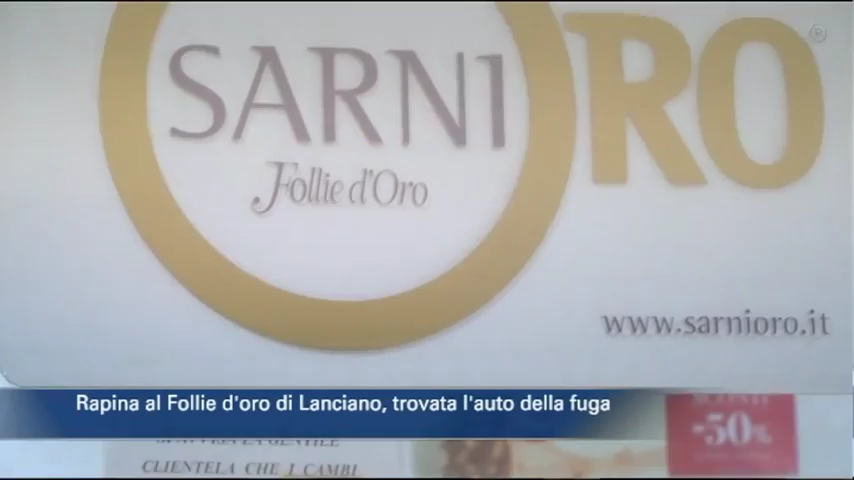 SARNI
ORO
®
Follie d'Oro
www.sarnioro.it
Rapina al Follie d'oro di Lanciano, trovata l'auto della fuga
-50%
CLIENTELA CHE I CAMBI